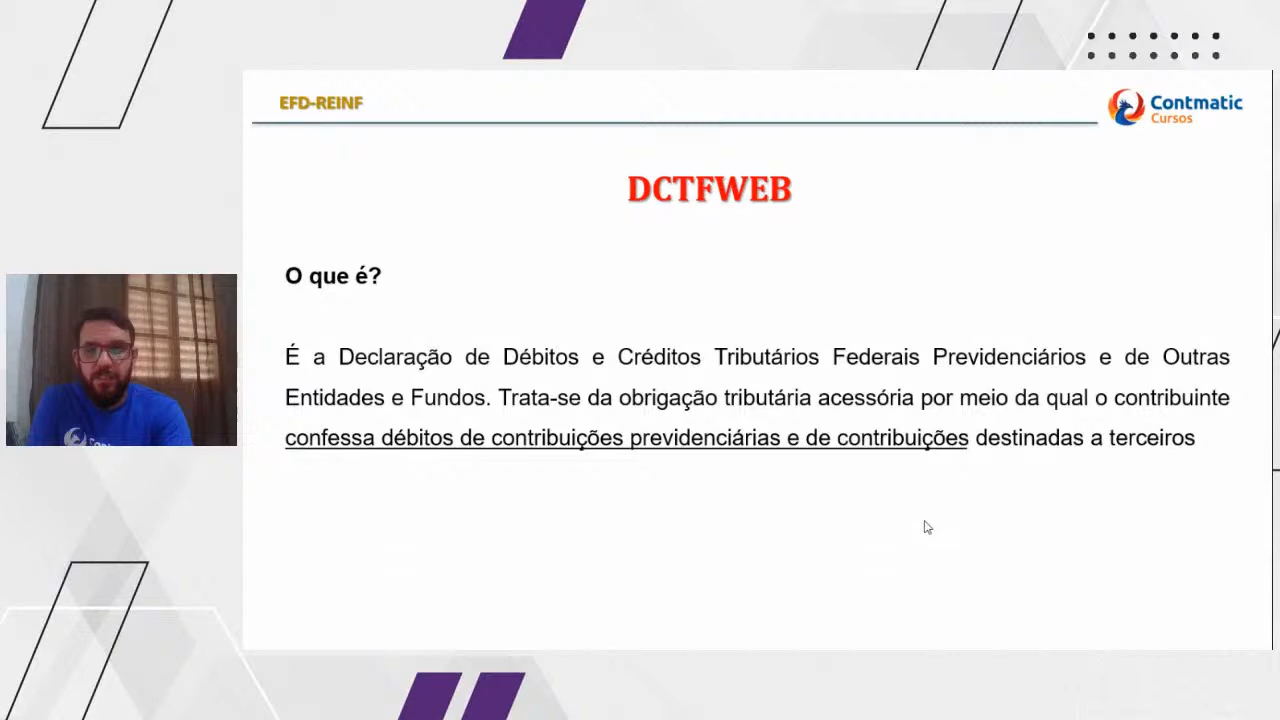 EFD-REINF
Contmatic
Cursos
DCTFWEB
O que é?
É a Declaração de Débitos e Créditos Tributários Federais Previdenciários e de Outras
Entidades e Fundos. Trata-se da obrigação tributária acessória por meio da qual o contribuinte
confessa débitos de contribuições previdenciárias e de contribuições destinadas a terceiros